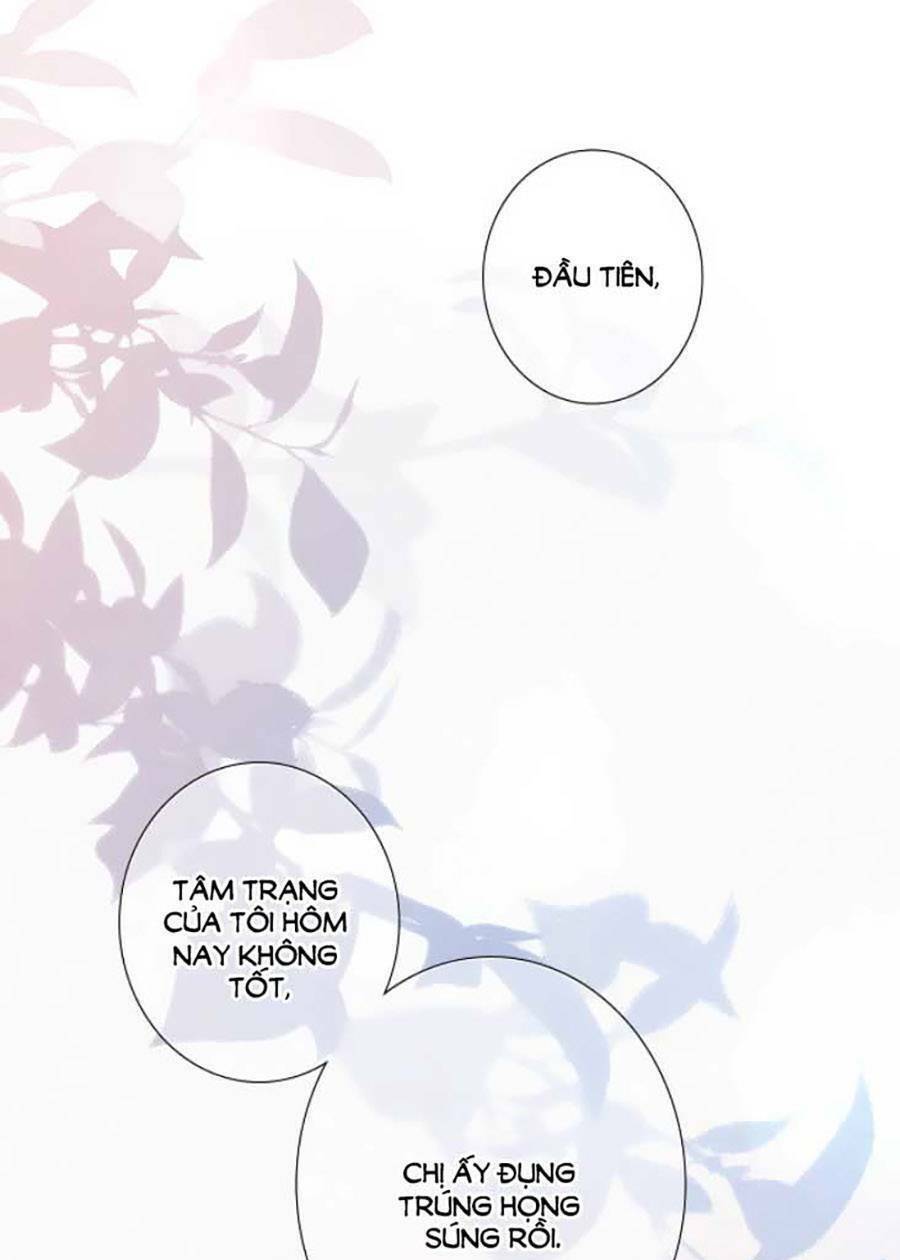 ĐẦU TIÊN,
TÂM TRẠNG
CỦA TÔI HÔM
NAY KHÔNG
TỐT,
CHỊ ẤY ĐỤNG
TRÚNG HỌNG
SÚNG RỒI.